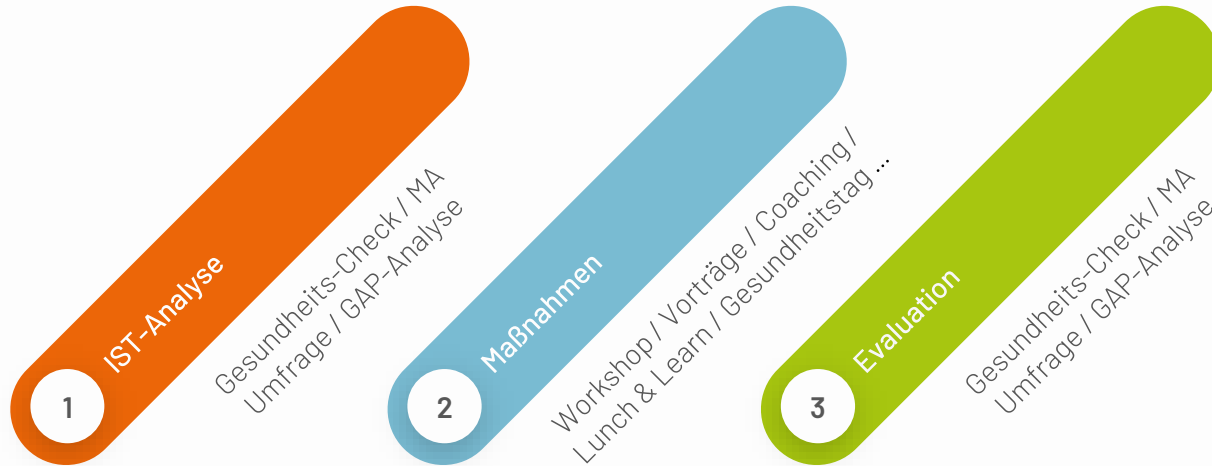 1
IST-Analyse
Gesundheits-Check / MA
Umfrage / GAP-Analyse
2
Maßnahmen
Workshop / Vorträge / Coaching /
Lunch & Learn / Gesundheitstag ...
3
Evaluation
Gesundheits-Check / MA
Umfrage / GAP-Analyse